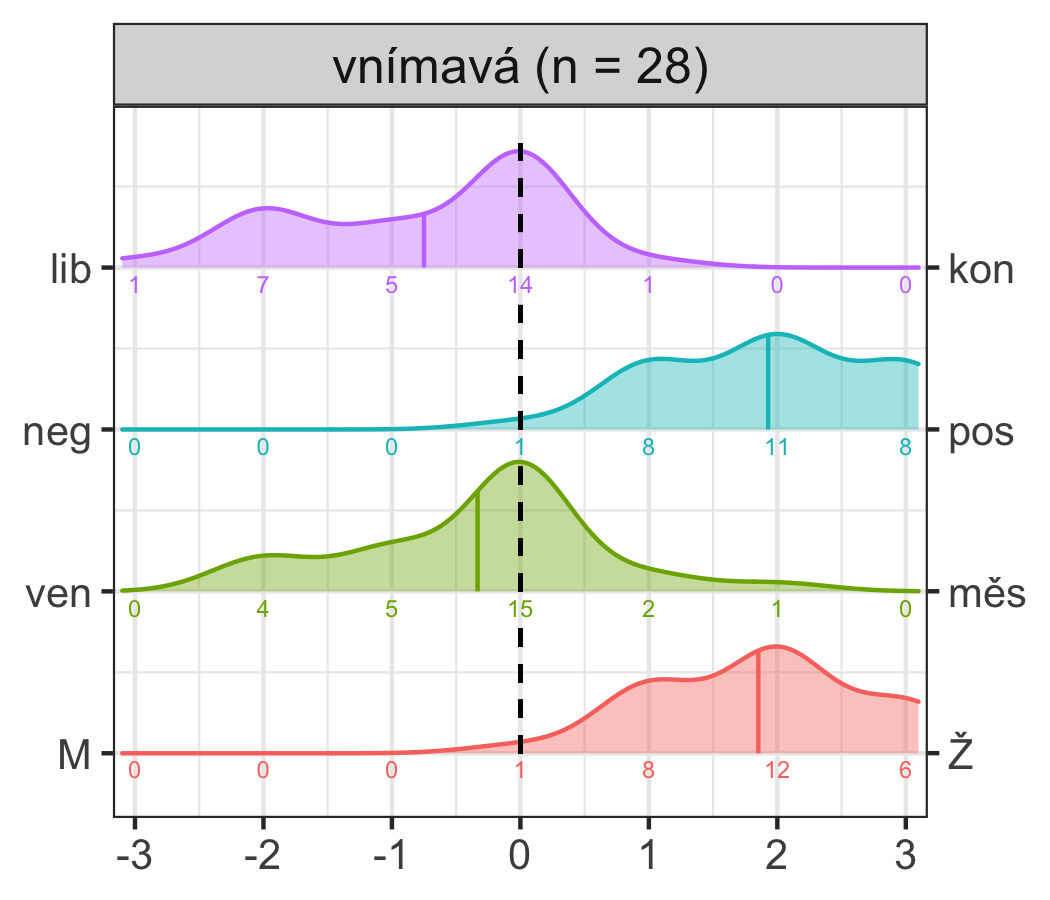 vnímavá (n = 28)
lib kon
1 7 5 14 1 0 0
neg pos
0 0 0 1 8 11 8
ven měs
0 4 5 15 2 1 0
M Ž
0 0 0 1 8 12 6
-3 -2 -1 0 1 2 3